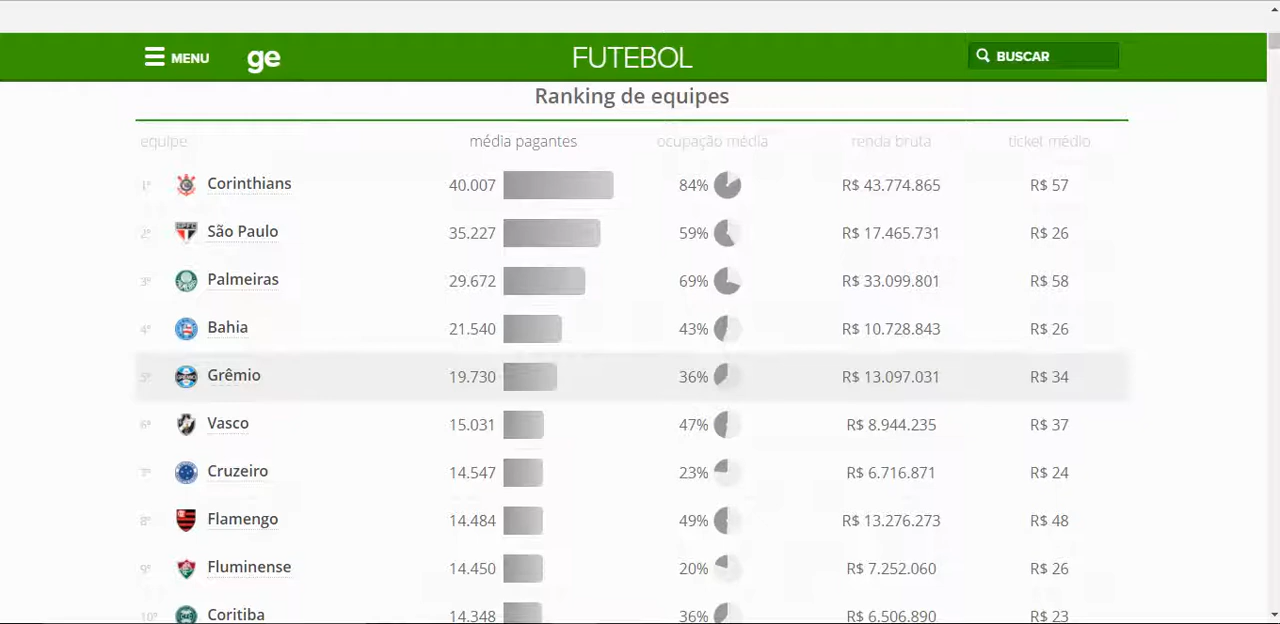 MENU ge FUTEBOL BUSCAR
Ranking de equipes
equipe média pagantes ocupação média renda bruta ticket médio
1º Corinthians 40.007 84% R$ 43.774.865 R$ 57
2º São Paulo 35.227 59% R$ 17.465.731 R$ 26
3º Palmeiras 29.672 69% R$ 33.099.801 R$ 58
4º Bahia 21.540 43% R$ 10.728.843 R$ 26
5º Grêmio 19.730 36% R$ 13.097.031 R$ 34
6º Vasco 15.031 47% R$ 8.944.235 R$ 37
7º Cruzeiro 14.547 23% R$ 6.716.871 R$ 24
8º Flamengo 14.484 49% R$ 13.276.273 R$ 48
9º Fluminense 14.450 20% R$ 7.252.060 R$ 26
10º Coritiba 14.348 36% R$ 6.506.890 R$ 23